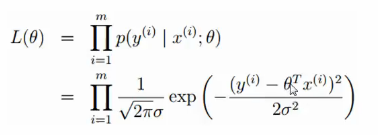 L(θ) = ∏_{i=1}^{m} p(y^{(i)} | x^{(i)}; θ)
= ∏_{i=1}^{m} \frac{1}{\sqrt{2π}σ} exp(−\frac{(y^{(i)} − θ^T x^{(i)})^2}{2σ^2})